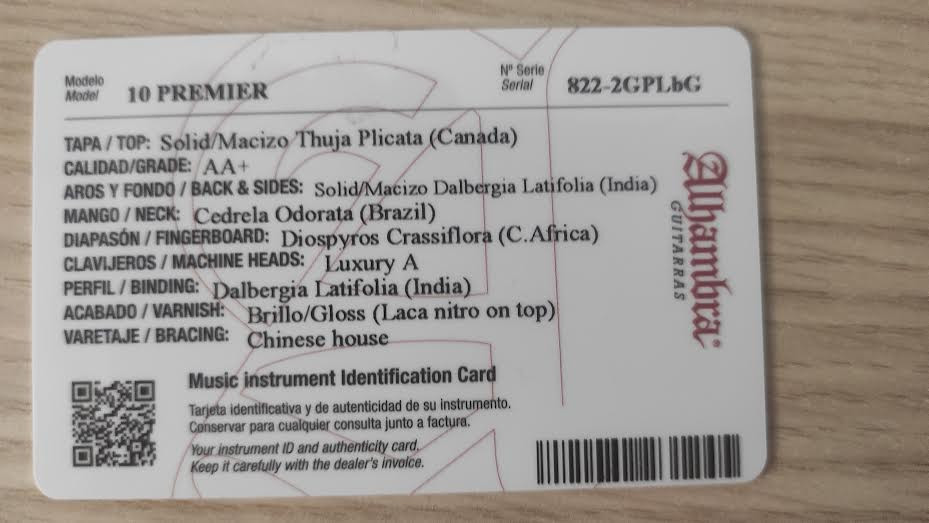 Modelo
Model
10 PREMIER
Nº Serie
Serial
822-2GPLbG
TAPA / TOP: Solid/Macizo Thuja Plicata (Canada)
CALIDAD/GRADE: AA+
AROS Y FONDO / BACK & SIDES: Solid/Macizo Dalbergia Latifolia (India)
MANGO / NECK: Cedrela Odorata (Brazil)
DIAPASÓN / FINGERBOARD: Diospyros Crassiflora (C.Africa)
CLAVIJEROS / MACHINE HEADS: Luxury A
PERFIL / BINDING: Dalbergia Latifolia (India)
ACABADO / VARNISH: Brillo/Gloss (Laca nitro on top)
VARETAJE / BRACING: Chinese house
Alhambra®
GUITARRAS
Music instrument Identification Card
Tarjeta identificativa y de autenticidad de su instrumento.
Conservar para cualquier consulta junto a factura.
Your instrument ID and authenticity card.
Keep it carefully with the dealer's invoice.